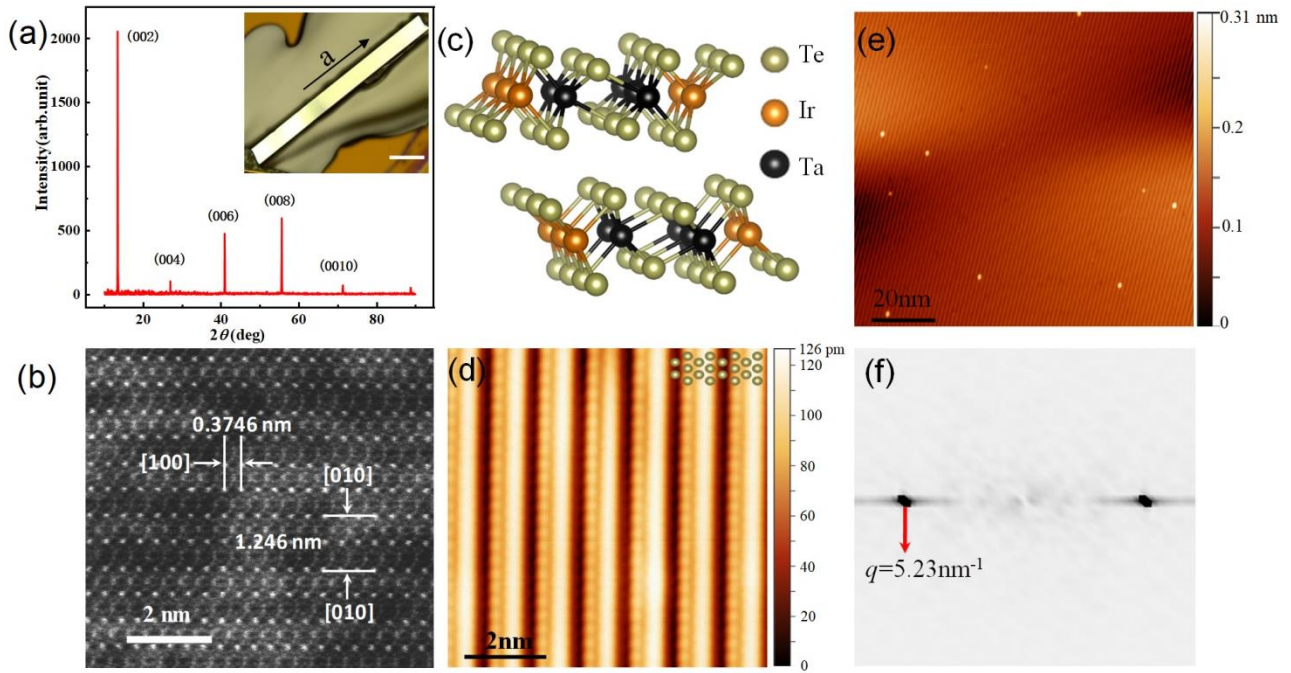 (a)
2000
1500
1000
500
0
Intensity(arb.unit)
(002)
(004)
(006)
(008)
(0010)
a
20
40
60
80
2θ(deg)
(b)
0.3746 nm
[100]
[010]
1.246 nm
[010]
2 nm
(c)
Te
Ir
Ta
(d)
2nm
126 pm
120
100
80
60
40
20
0
(e)
20nm
0.31 nm
0.2
0.1
0
(f)
q=5.23nm⁻¹